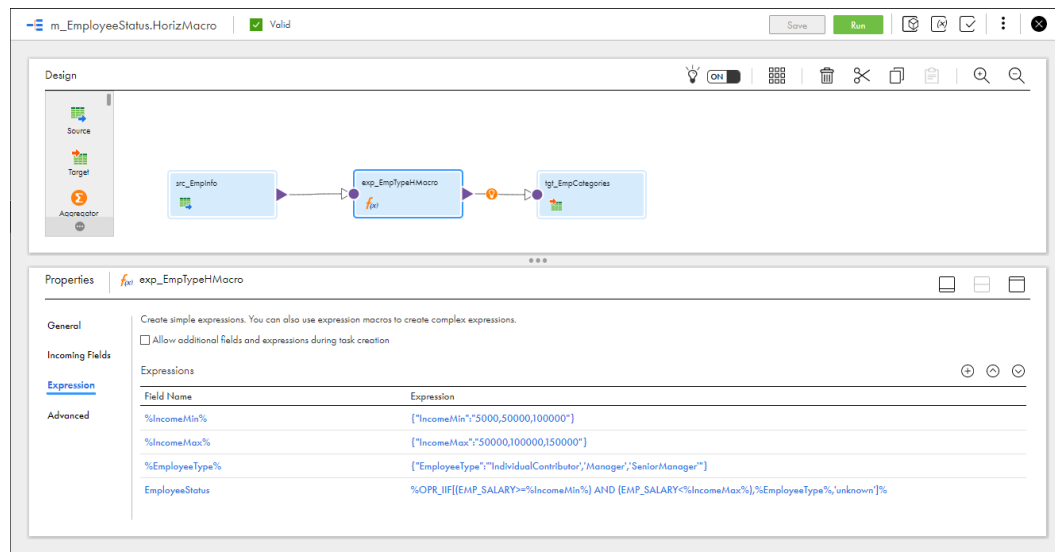 m_EmployeeStatus.HorizMacro Valid Save Run
Design ON
Source
Target
Aggregator
src_EmpInfo exp_EmpTypeHMacro tgt_EmpCategories
f(x)
Properties f(x) exp_EmpTypeHMacro
General
Incoming Fields
Expression
Advanced
Create simple expressions. You can also use expression macros to create complex expressions.
Allow additional fields and expressions during task creation
Expressions
Field Name Expression
%IncomeMin% {"IncomeMin":"5000,50000,100000"}
%IncomeMax% {"IncomeMax":"50000,100000,150000"}
%EmployeeType% {"EmployeeType":"'IndividualContributor','Manager','SeniorManager'"}
EmployeeStatus %OPR_IIF[(EMP_SALARY>=%IncomeMin%) AND (EMP_SALARY<%IncomeMax%),%EmployeeType%,'unknown']%